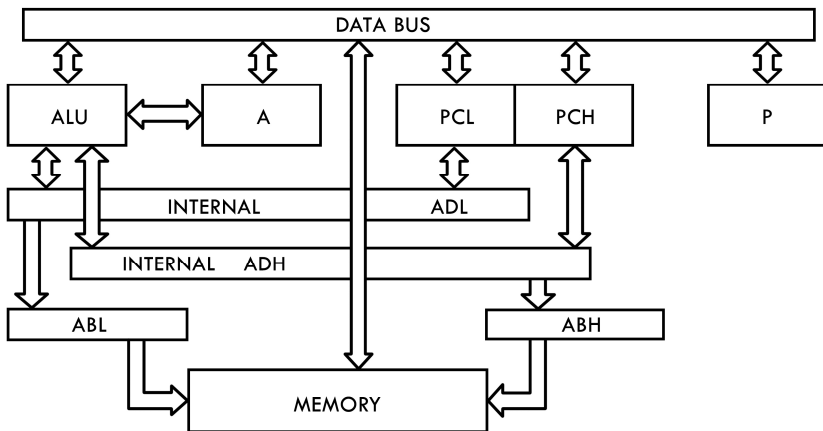 DATA BUS
ALU A PCL PCH P
INTERNAL ADL
INTERNAL ADH
ABL ABH
MEMORY